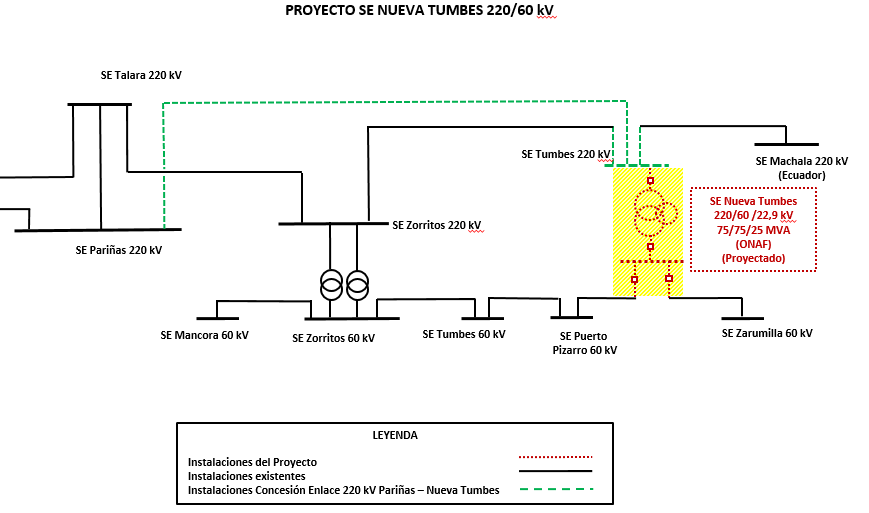 PROYECTO SE NUEVA TUMBES 220/60 kV
SE Talara 220 kV
SE Tumbes 220 kV
SE Machala 220 kV
(Ecuador)
SE Nueva Tumbes
220/60 /22,9 kV
75/75/25 MVA
(ONAF)
(Proyectado)
SE Zorritos 220 kV
SE Pariñas 220 kV
SE Mancora 60 kV
SE Zorritos 60 kV
SE Tumbes 60 kV
SE Puerto
Pizarro 60 kV
SE Zarumilla 60 kV
LEYENDA
Instalaciones del Proyecto
Instalaciones existentes
Instalaciones Concesión Enlace 220 kV Pariñas – Nueva Tumbes